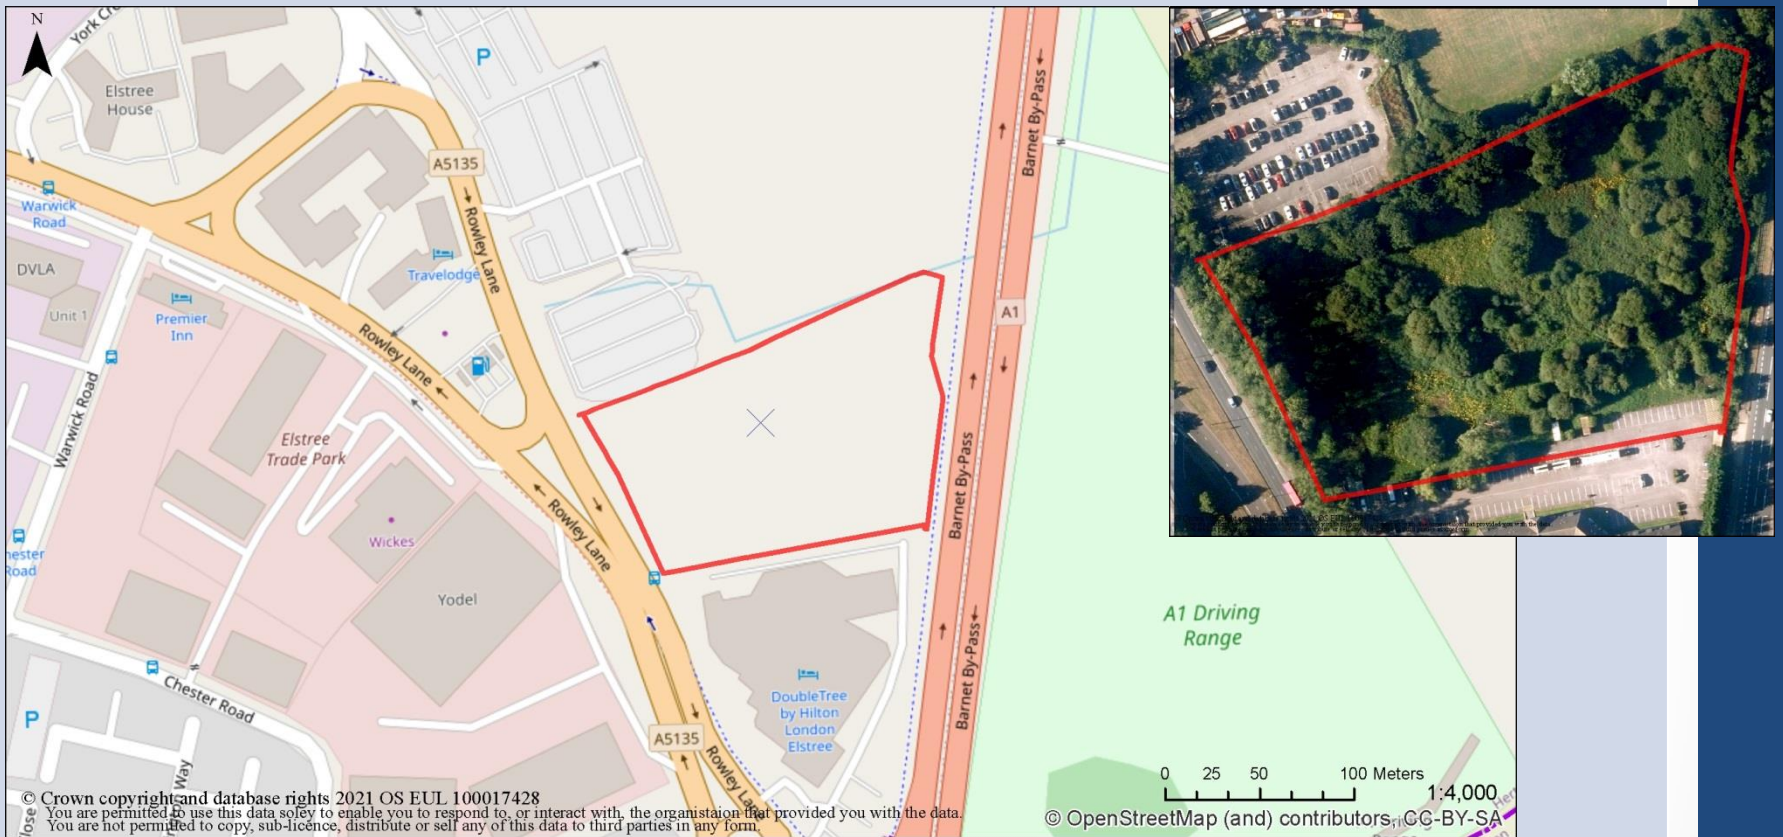 N
York Cr
P
Elstree
House
A5135
Barnet By-Pass
Warwick
Road
Rowley Lane
DVLA
Travelodge
Unit 1
Premier
Inn
A1
Rowley Lane
Warwick Road
Elstree
Trade Park
Barnet By-Pass
Rowley Lane
Wickes
hester
Road
Yodel
A1 Driving
Range
Barnet By-Pass
Chester Road
DoubleTree
by Hilton
London
Elstree
P
A5135
Rowley Lane
0 25 50 100 Meters
1:4,000
© Crown copyright and database rights 2021 OS EUL 100017428
You are permitted to use this data soley to enable you to respond to, or interact with, the organistaion that provided you with the data.
You are not permitted to copy, sub-licence, distribute or sell any of this data to third parties in any form.
© OpenStreetMap (and) contributors, CC-BY-SA